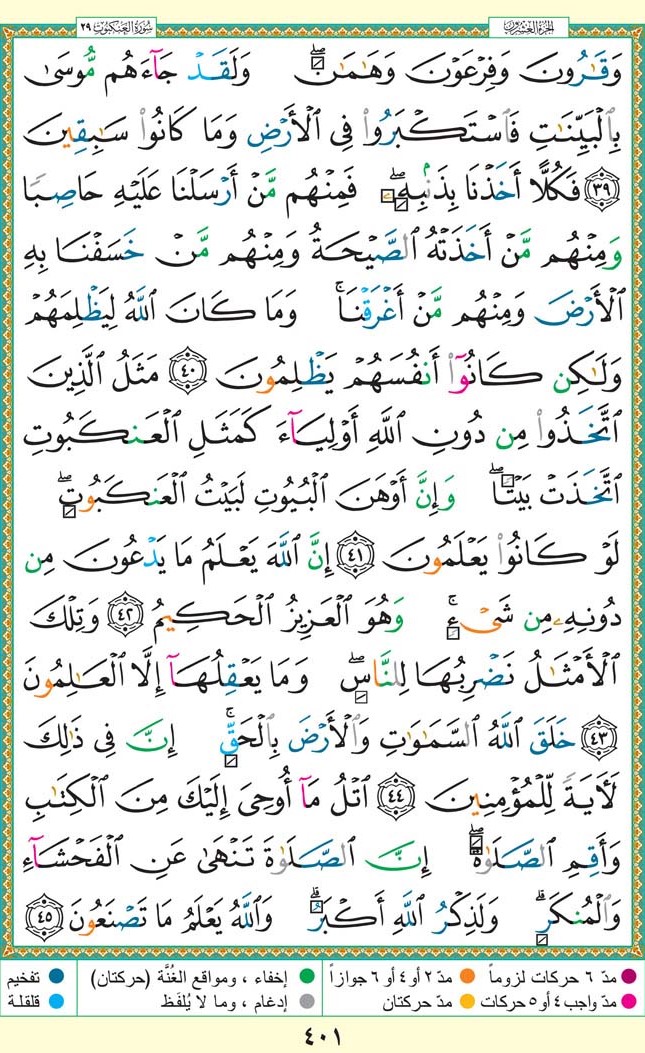 الجزء العشرون
سورة العنكبوت ٢٩
وَقَـٰرُونَ وَفِرْعَوْنَ وَهَـٰمَـٰنَ ۖ وَلَقَدْ جَآءَهُم مُّوسَىٰ
بِٱلْبَيِّنَـٰتِ فَٱسْتَكْبَرُوا۟ فِى ٱلْأَرْضِ وَمَا كَانُوا۟ سَـٰبِقِينَ
٣٩ فَكُلًّا أَخَذْنَا بِذَنۢبِهِۦ ۖ فَمِنْهُم مَّنْ أَرْسَلْنَا عَلَيْهِ حَاصِبًا
وَمِنْهُم مَّنْ أَخَذَتْهُ ٱلصَّيْحَةُ وَمِنْهُم مَّنْ خَسَفْنَا بِهِ
ٱلْأَرْضَ وَمِنْهُم مَّنْ أَغْرَقْنَا ۚ وَمَا كَانَ ٱللَّهُ لِيَظْلِمَهُمْ
وَلَـٰكِن كَانُوٓا۟ أَنفُسَهُمْ يَظْلِمُونَ ٤٠ مَثَلُ ٱلَّذِينَ
ٱتَّخَذُوا۟ مِن دُونِ ٱللَّهِ أَوْلِيَآءَ كَمَثَلِ ٱلْعَنكَبُوتِ
ٱتَّخَذَتْ بَيْتًا ۖ وَإِنَّ أَوْهَنَ ٱلْبُيُوتِ لَبَيْتُ ٱلْعَنكَبُوتِ ۖ
لَوْ كَانُوا۟ يَعْلَمُونَ ٤١ إِنَّ ٱللَّهَ يَعْلَمُ مَا يَدْعُونَ مِن
دُونِهِۦ مِن شَىْءٍ ۚ وَهُوَ ٱلْعَزِيزُ ٱلْحَكِيمُ ٤٢ وَتِلْكَ
ٱلْأَمْثَـٰلُ نَضْرِبُهَا لِلنَّاسِ ۖ وَمَا يَعْقِلُهَآ إِلَّا ٱلْعَـٰلِمُونَ
٤٣ خَلَقَ ٱللَّهُ ٱلسَّمَـٰوَٰتِ وَٱلْأَرْضَ بِٱلْحَقِّ ۚ إِنَّ فِى ذَٰلِكَ
لَـَٔايَةً لِّلْمُؤْمِنِينَ ٤٤ ٱتْلُ مَآ أُوحِىَ إِلَيْكَ مِنَ ٱلْكِتَـٰبِ
وَأَقِمِ ٱلصَّلَوٰةَ ۖ إِنَّ ٱلصَّلَوٰةَ تَنْهَىٰ عَنِ ٱلْفَحْشَآءِ
وَٱلْمُنكَرِ ۗ وَلَذِكْرُ ٱللَّهِ أَكْبَرُ ۗ وَٱللَّهُ يَعْلَمُ مَا تَصْنَعُونَ ٤٥
مدّ ٦ حركات لزوماً مدّ ٢ أو ٤ أو ٦ جوازاً إخفاء ، ومواقع الغُنَّة (حركتان) تفخيم
مدّ واجب ٤ أو ٥ حركات مدّ حركتان إدغام ، وما لا يُلفَظ قلقلة
٤٠١